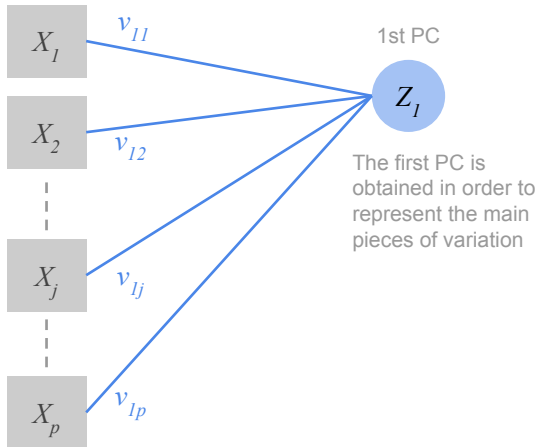 X₁
v₁₁
1st PC
Z₁
X₂
v₁₂
The first PC is
obtained in order to
represent the main
pieces of variation
Xⱼ
v₁ⱼ
Xₚ
v₁ₚ